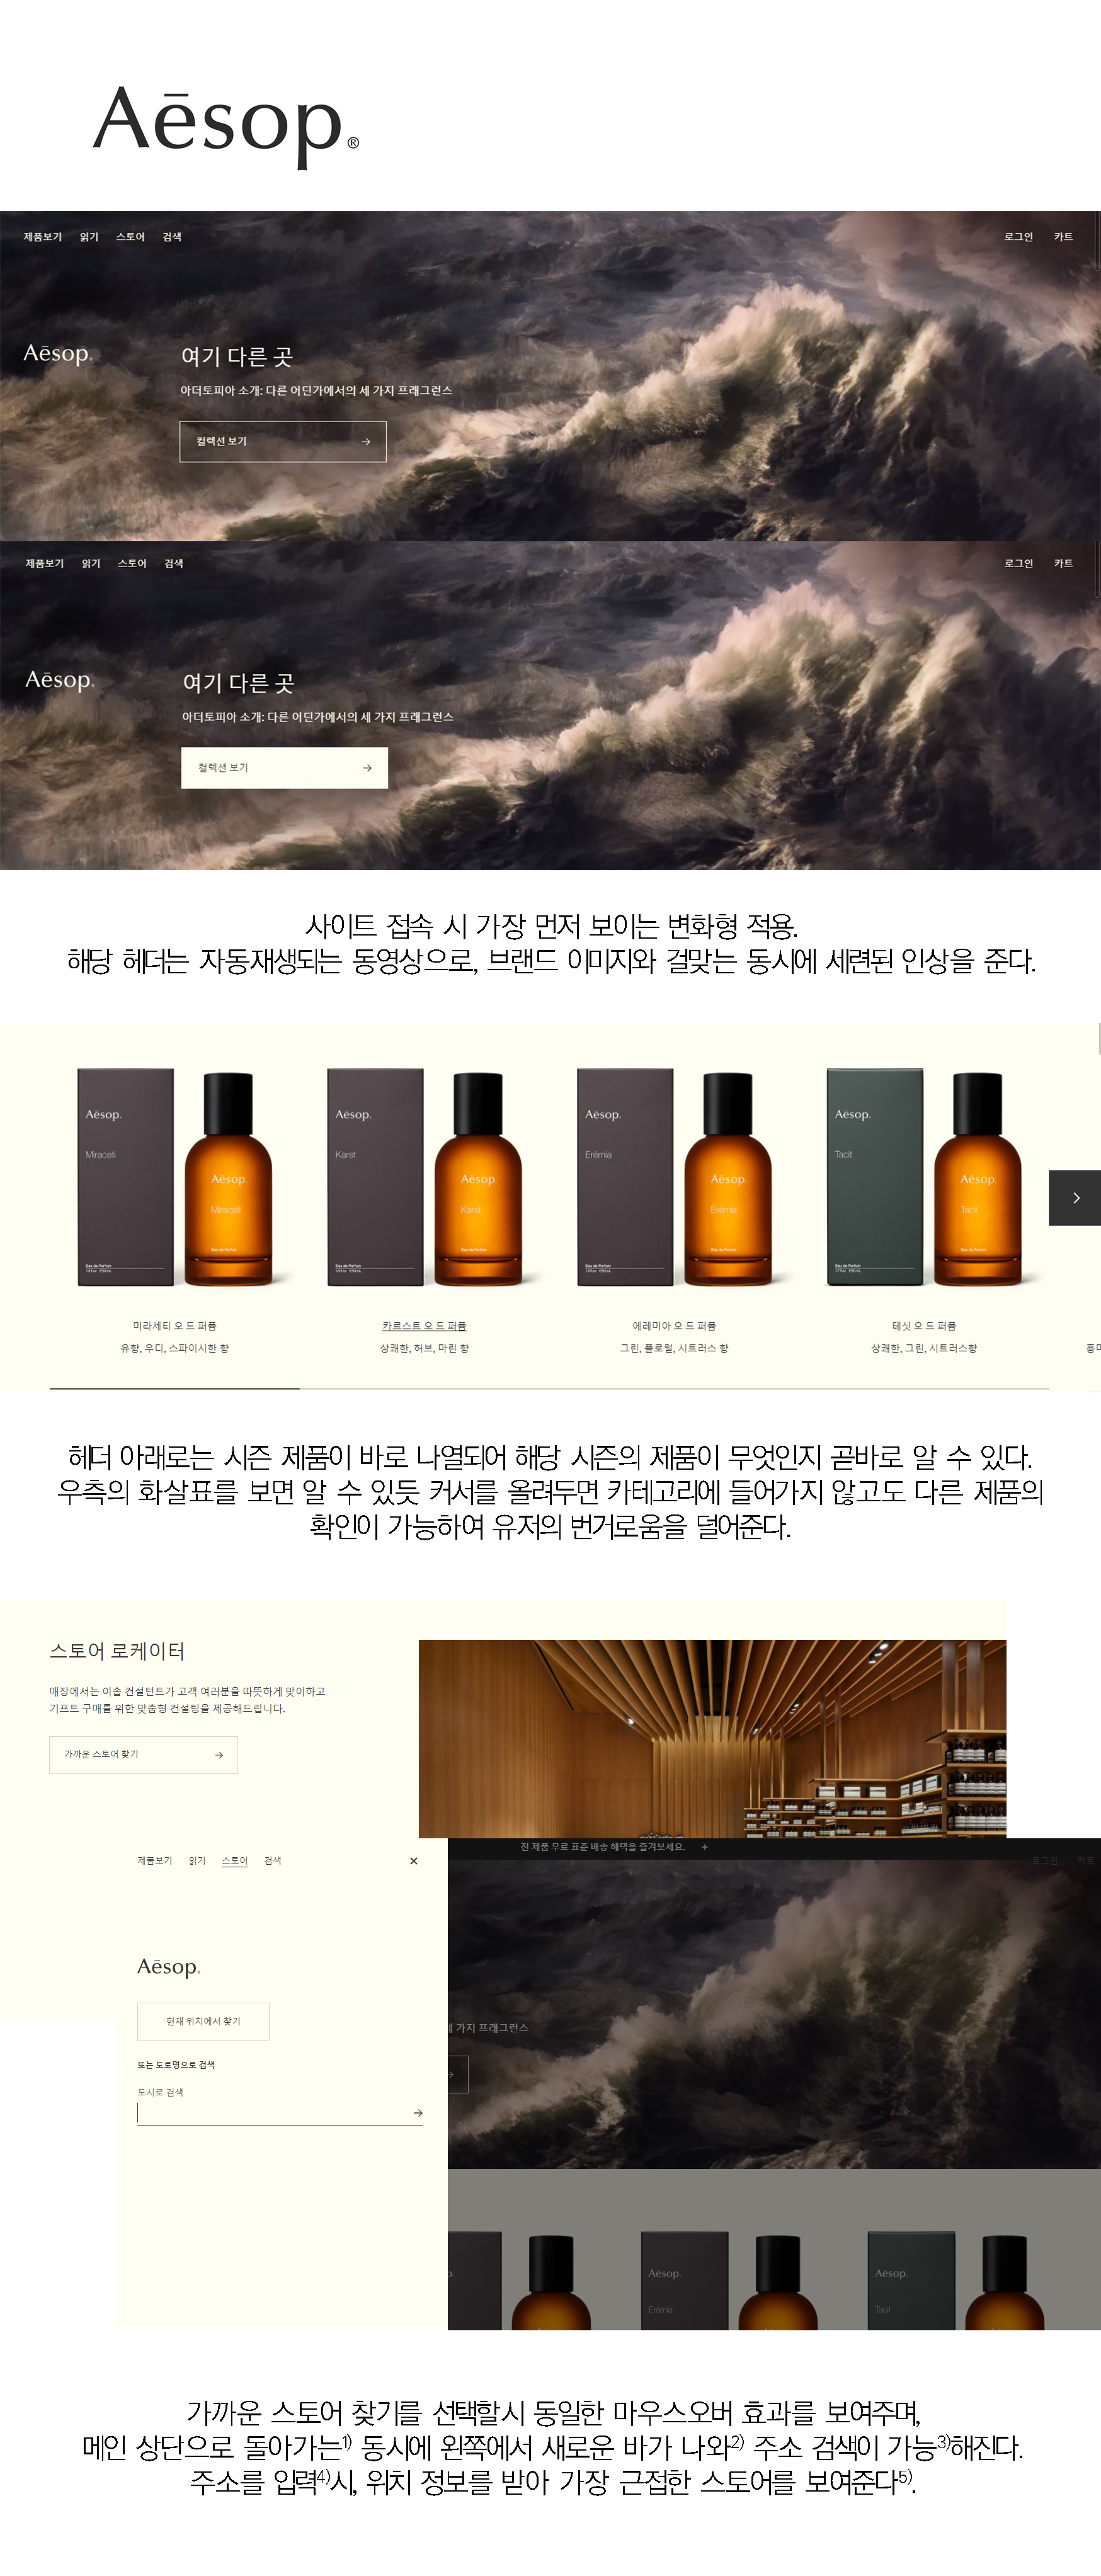 Aēsop®
제품보기 읽기 스토어 검색 로그인 카트
Aēsop.
여기 다른 곳
아더토피아 소개: 다른 어딘가에서의 세 가지 프래그런스
컬렉션 보기 →
제품보기 읽기 스토어 검색 로그인 카트
Aēsop.
여기 다른 곳
아더토피아 소개: 다른 어딘가에서의 세 가지 프래그런스
컬렉션 보기 →
사이트 접속 시 가장 먼저 보이는 변화형 적용.
해당 헤더는 자동재생되는 동영상으로, 브랜드 이미지와 걸맞는 동시에 세련된 인상을 준다.
Aēsop. Aēsop. Aēsop. Aēsop.
Miraceti Karst Erémia Tacit
Aēsop. Aēsop. Aēsop. Aēsop.
Miraceti Karst Erémia Tacit
Eau de Parfum Eau de Parfum Eau de Parfum Eau de Parfum
Eau de Parfum Eau de Parfum Eau de Parfum Eau de Parfum
미라세티 오 드 퍼퓸 카르스트 오 드 퍼퓸 에레미아 오 드 퍼퓸 테싯 오 드 퍼퓸
유향, 우디, 스파이시한 향 상쾌한, 허브, 마린 향 그린, 플로럴, 시트러스 향 상쾌한, 그린, 시트러스향 흥미
헤더 아래로는 시즌 제품이 바로 나열되어 해당 시즌의 제품이 무엇인지 곧바로 알 수 있다.
우측의 화살표를 보면 알 수 있듯 커서를 올려두면 카테고리에 들어가지 않고도 다른 제품의
확인이 가능하여 유저의 번거로움을 덜어준다.
스토어 로케이터
매장에서는 이솝 컨설턴트가 고객 여러분을 따뜻하게 맞이하고
기프트 구매를 위한 맞춤형 컨설팅을 제공해드립니다.
가까운 스토어 찾기 →
전 제품 무료 표준 배송 혜택을 즐겨보세요. +
제품보기 읽기 스토어 검색 × 로그인 카트
Aēsop.
현재 위치에서 찾기
세 가지 프래그런스
또는 도로명으로 검색
도시로 검색
→
Aēsop. Aēsop.
Erémia Tacit
가까운 스토어 찾기를 선택할시 동일한 마우스오버 효과를 보여주며,
메인 상단으로 돌아가는1) 동시에 왼쪽에서 새로운 바가 나와2) 주소 검색이 가능3)해진다.
주소를 입력4)시, 위치 정보를 받아 가장 근접한 스토어를 보여준다5).